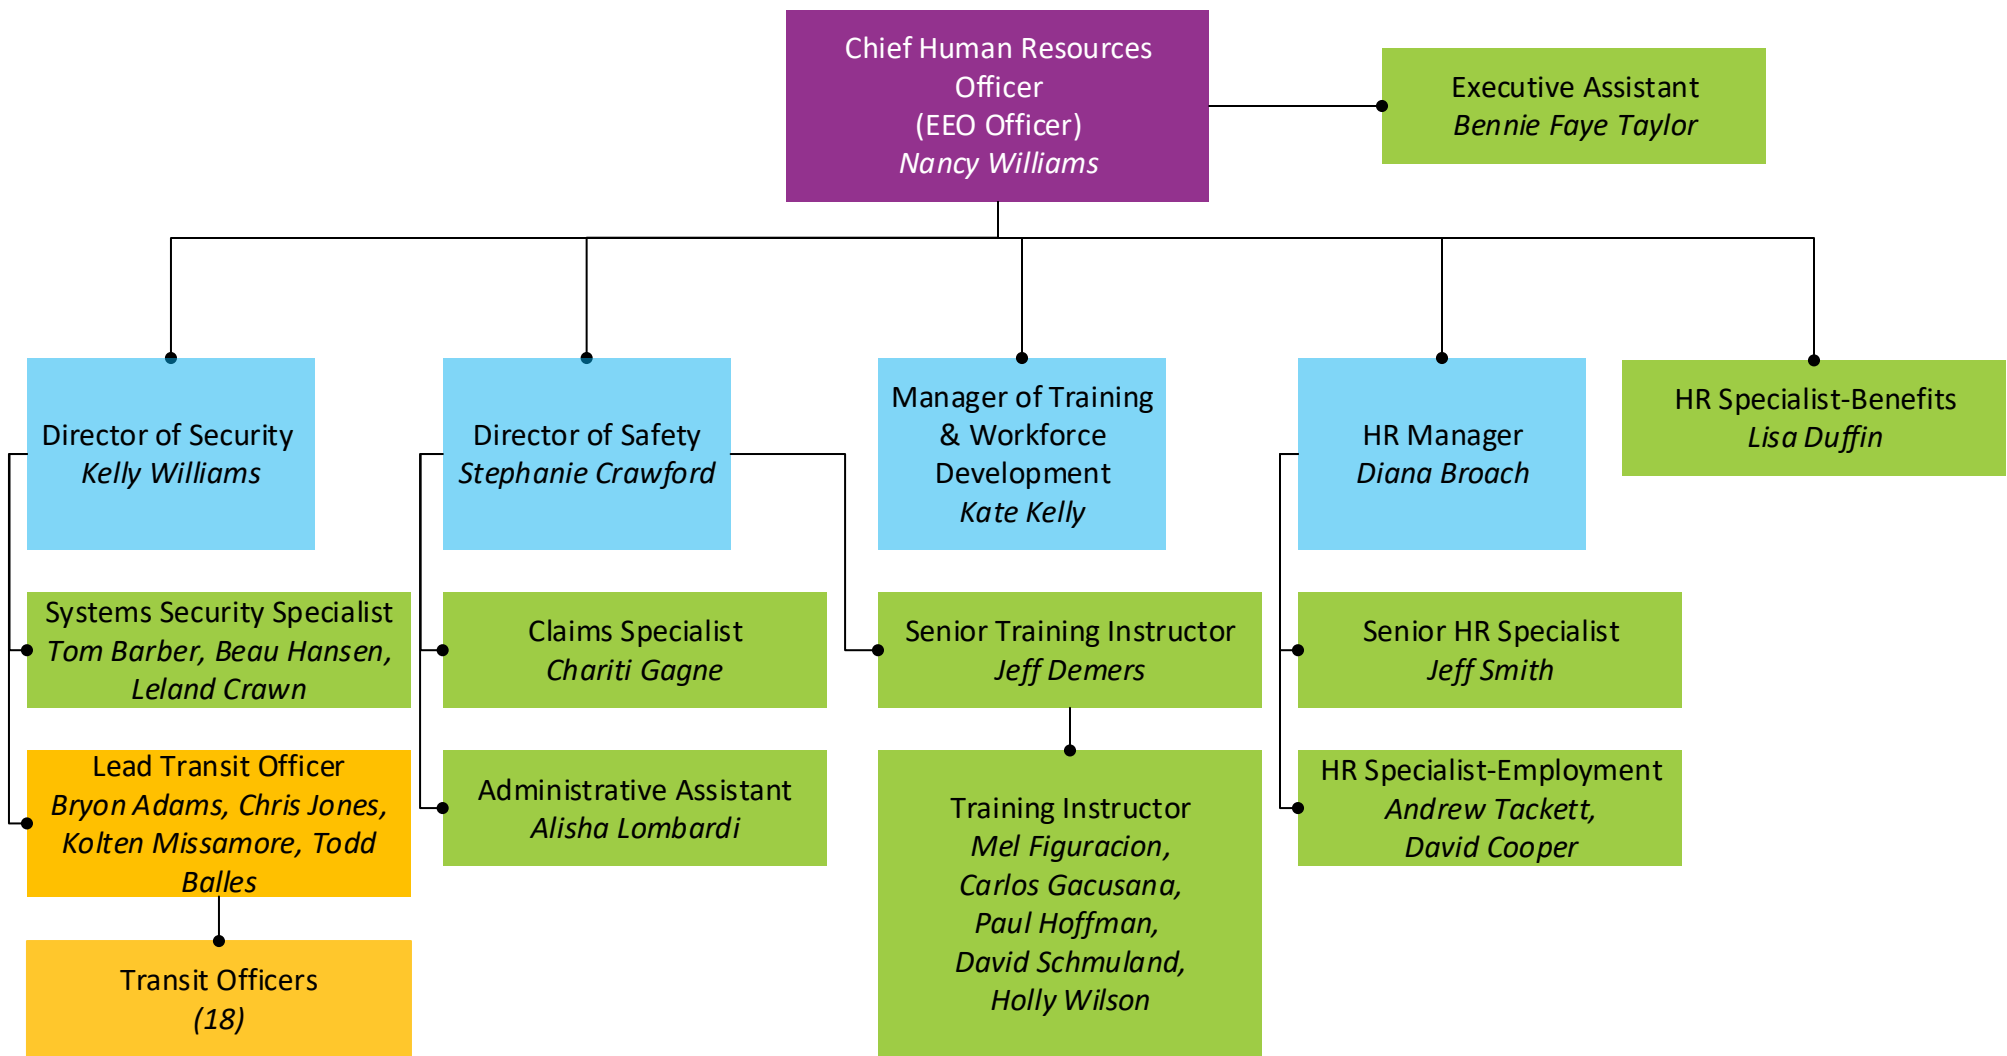 Chief Human Resources
Officer
(EEO Officer)
Nancy Williams
Executive Assistant
Bennie Faye Taylor
Director of Security
Kelly Williams
Director of Safety
Stephanie Crawford
Manager of Training
& Workforce
Development
Kate Kelly
HR Manager
Diana Broach
HR Specialist-Benefits
Lisa Duffin
Systems Security Specialist
Tom Barber, Beau Hansen,
Leland Crawn
Claims Specialist
Chariti Gagne
Senior Training Instructor
Jeff Demers
Senior HR Specialist
Jeff Smith
Lead Transit Officer
Bryon Adams, Chris Jones,
Kolten Missamore, Todd
Balles
Administrative Assistant
Alisha Lombardi
Training Instructor
Mel Figuracion,
Carlos Gacusana,
Paul Hoffman,
David Schmuland,
Holly Wilson
HR Specialist-Employment
Andrew Tackett,
David Cooper
Transit Officers
(18)